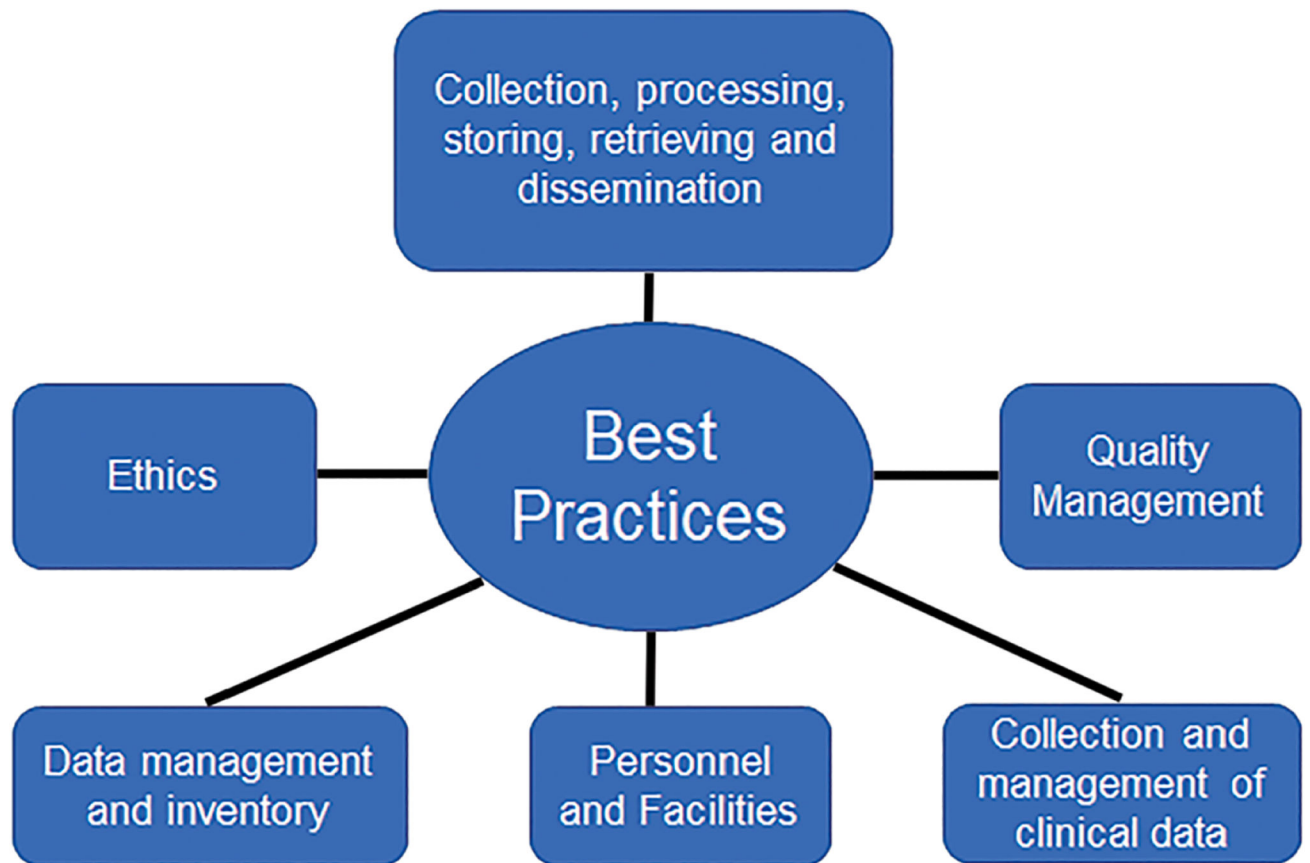 Collection, processing,
storing, retrieving and
dissemination
Ethics
Best
Practices
Quality
Management
Data management
and inventory
Personnel
and Facilities
Collection and
management of
clinical data